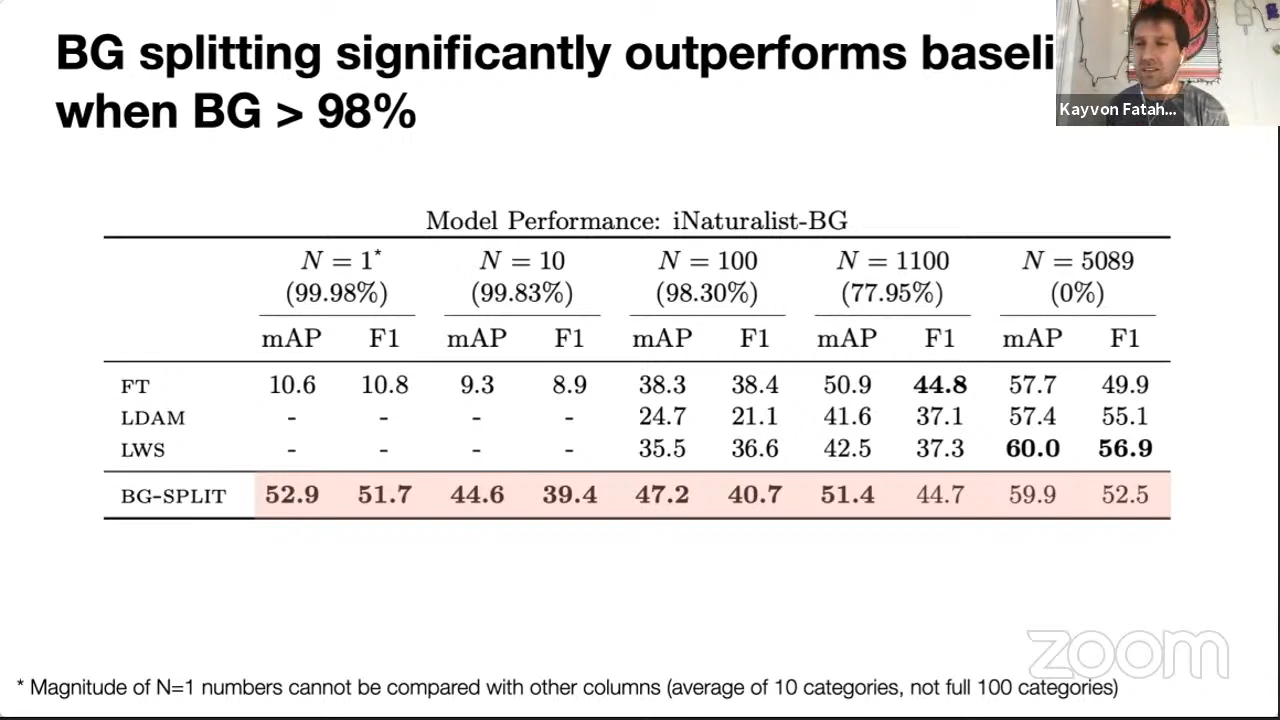 BG splitting significantly outperforms baseli
when BG > 98%
Kayvon Fatah...
Model Performance: iNaturalist-BG
N = 1* N = 10 N = 100 N = 1100 N = 5089
(99.98%) (99.83%) (98.30%) (77.95%) (0%)
mAP F1 mAP F1 mAP F1 mAP F1 mAP F1
FT 10.6 10.8 9.3 8.9 38.3 38.4 50.9 44.8 57.7 49.9
LDAM - - - - 24.7 21.1 41.6 37.1 57.4 55.1
LWS - - - - 35.5 36.6 42.5 37.3 60.0 56.9
BG-SPLIT 52.9 51.7 44.6 39.4 47.2 40.7 51.4 44.7 59.9 52.5
zoom
* Magnitude of N=1 numbers cannot be compared with other columns (average of 10 categories, not full 100 categories)